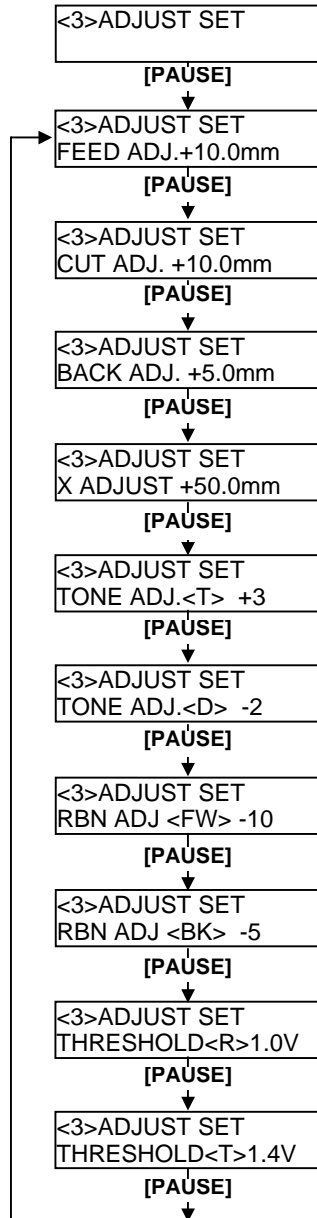 <3>ADJUST SET
[PAUSE]
<3>ADJUST SET
FEED ADJ.+10.0mm
[PAUSE]
<3>ADJUST SET
CUT ADJ. +10.0mm
[PAUSE]
<3>ADJUST SET
BACK ADJ. +5.0mm
[PAUSE]
<3>ADJUST SET
X ADJUST +50.0mm
[PAUSE]
<3>ADJUST SET
TONE ADJ.<T> +3
[PAUSE]
<3>ADJUST SET
TONE ADJ.<D> -2
[PAUSE]
<3>ADJUST SET
RBN ADJ <FW> -10
[PAUSE]
<3>ADJUST SET
RBN ADJ <BK> -5
[PAUSE]
<3>ADJUST SET
THRESHOLD<R>1.0V
[PAUSE]
<3>ADJUST SET
THRESHOLD<T>1.4V
[PAUSE]